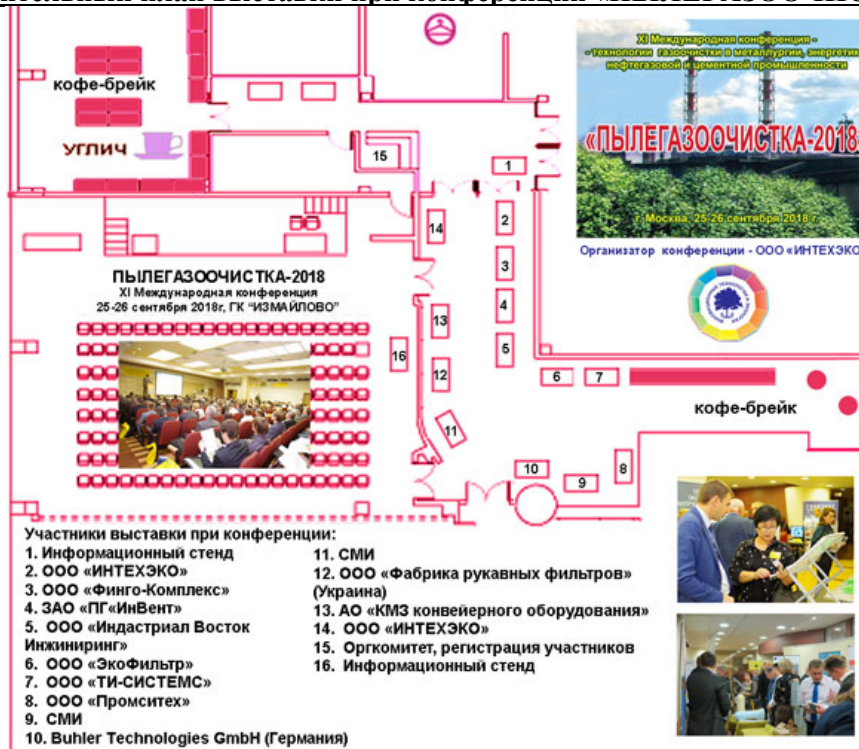 план выставки при конференции
XI Международная конференция -
- технологии газоочистки в металлургии, энергетик
нефтегазовой и цементной промышленности
«ПЫЛЕГАЗООЧИСТКА-2018
г. Москва, 25-26 сентября 2018 г.
Организатор конференции - ООО «ИНТЕХЭКО
кофе-брейк
УГЛИЧ
15
1
14
2
3
4
5
13
12
16
11
6
7
кофе-брейк
10
9
8
ПЫЛЕГАЗООЧИСТКА-2018
XI Международная конференция
25-26 сентября 2018г, ГК "ИЗМАЙЛОВО"
Участники выставки при конференции:
1. Информационный стенд
2. ООО «ИНТЕХЭКО»
3. ООО «Финго-Комплекс»
4. ЗАО «ПГ«ИнВент»
5. ООО «Индастриал Восток
Инжиниринг»
6. ООО «ЭкоФильтр»
7. ООО «ТИ-СИСТЕМС»
8. ООО «Промситех»
9. СМИ
10. Buhler Technologies GmbH (Германия)
11. СМИ
12. ООО «Фабрика рукавных фильтров»
(Украина)
13. АО «КМЗ конвейерного оборудования»
14. ООО «ИНТЕХЭКО»
15. Оргкомитет, регистрация участников
16. Информационный стенд